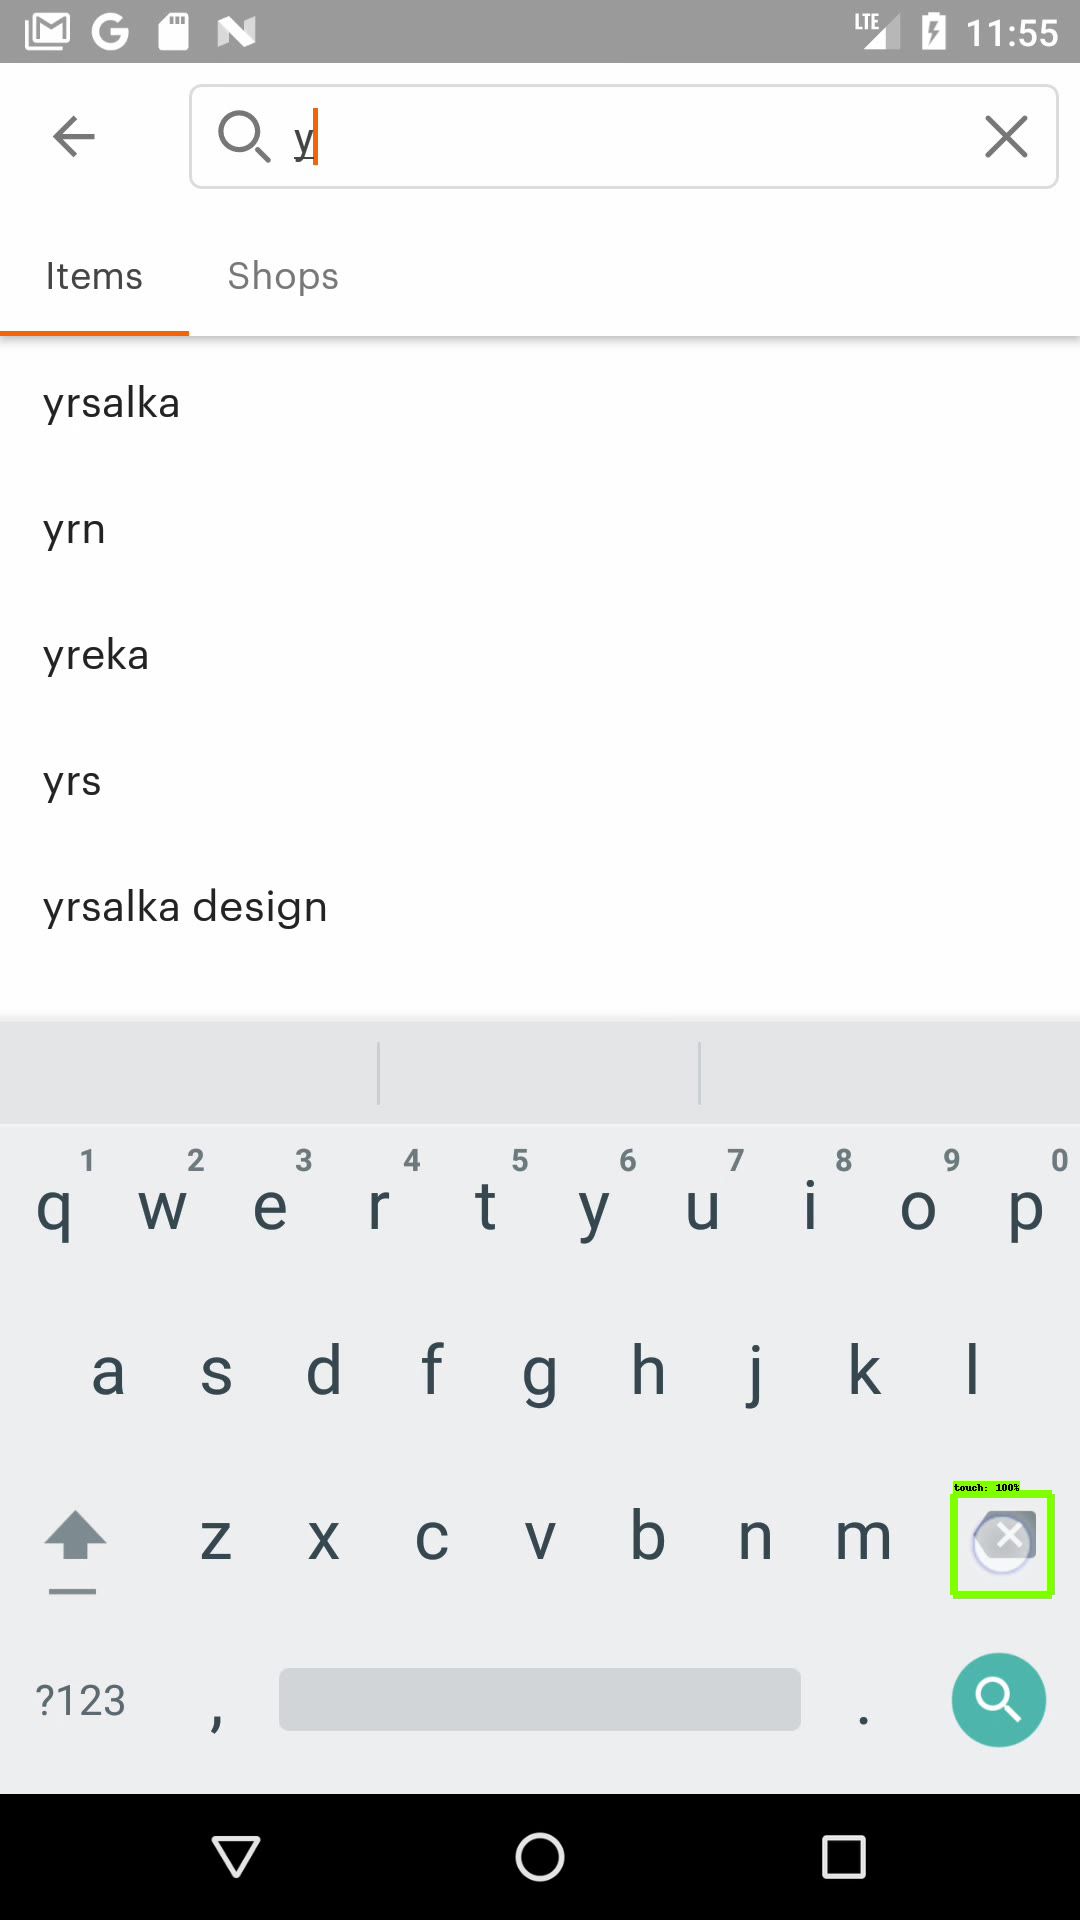 LTE 11:55
y
Items Shops
yrsalka
yrn
yreka
yrs
yrsalka design
1 2 3 4 5 6 7 8 9 0
q w e r t y u i o p
a s d f g h j k l
touch: 100%
z x c v b n m
?123 , .